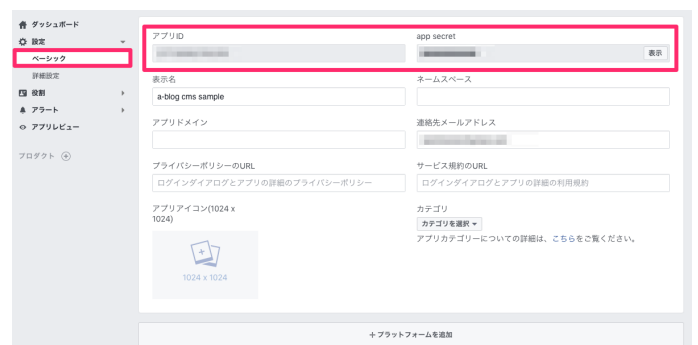 ダッシュボード
設定
ベーシック
詳細設定
役割
アラート
アプリレビュー
プロダクト
アプリID
app secret
表示
表示名
ネームスペース
a-blog cms sample
アプリドメイン
連絡先メールアドレス
プライバシーポリシーのURL
サービス規約のURL
ログインダイアログとアプリの詳細のプライバシーポリシー
ログインダイアログとアプリの詳細の利用規約
アプリアイコン(1024 x
1024)
カテゴリ
カテゴリを選択
アプリカテゴリーについての詳細は、こちらをご覧ください。
1024 x 1024
+プラットフォームを追加